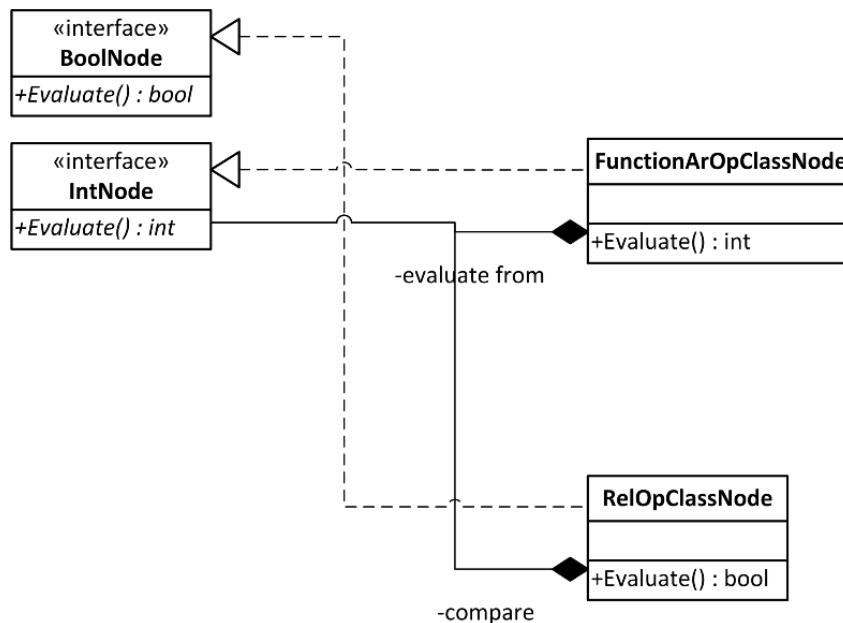 «interface»
BoolNode
+Evaluate() : bool
«interface»
IntNode
+Evaluate() : int
FunctionArOpClassNode
+Evaluate() : int
-evaluate from
RelOpClassNode
+Evaluate() : bool
-compare